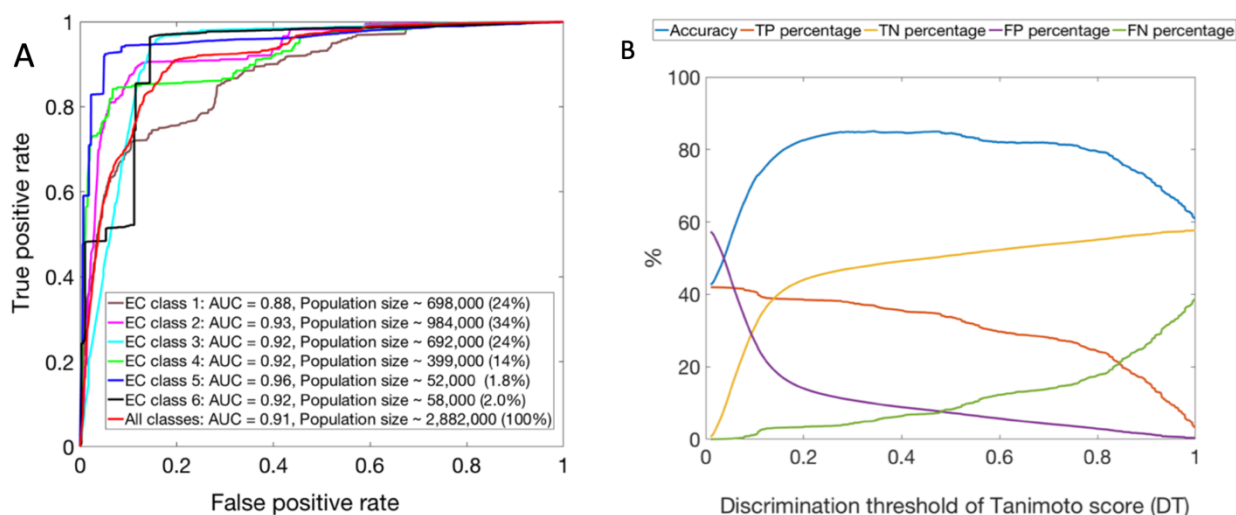 A
True positive rate
1
0.8
0.6
0.4
0.2
0
EC class 1: AUC = 0.88, Population size ~ 698,000 (24%)
EC class 2: AUC = 0.93, Population size ~ 984,000 (34%)
EC class 3: AUC = 0.92, Population size ~ 692,000 (24%)
EC class 4: AUC = 0.92, Population size ~ 399,000 (14%)
EC class 5: AUC = 0.96, Population size ~ 52,000 (1.8%)
EC class 6: AUC = 0.92, Population size ~ 58,000 (2.0%)
All classes: AUC = 0.91, Population size ~ 2,882,000 (100%)
0 0.2 0.4 0.6 0.8 1
False positive rate
Accuracy TP percentage TN percentage FP percentage FN percentage
B
%
100
80
60
40
20
0
0 0.2 0.4 0.6 0.8 1
Discrimination threshold of Tanimoto score (DT)